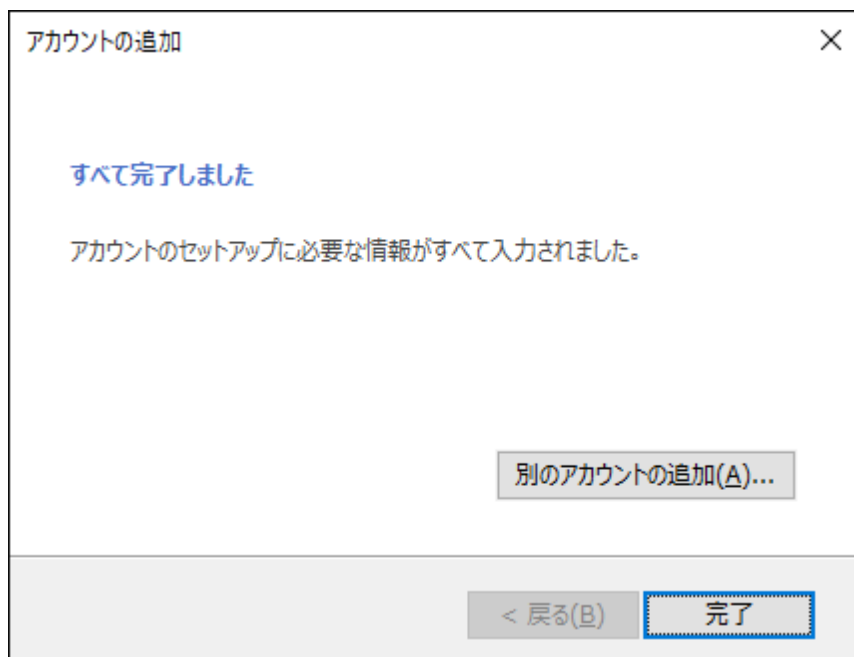 アカウントの追加
すべて完了しました
アカウントのセットアップに必要な情報がすべて入力されました。
別のアカウントの追加(A)...
< 戻る(B)
完了